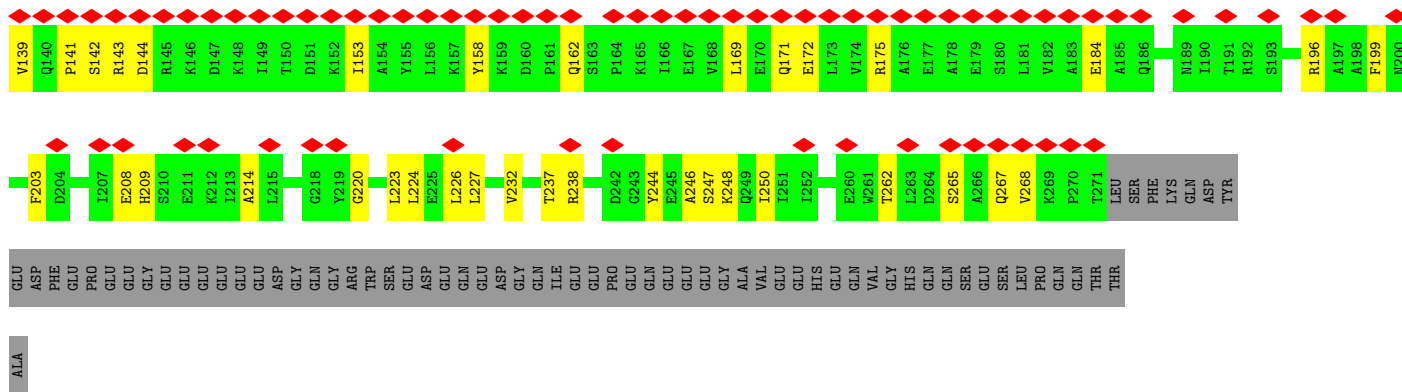 V139 Q140 P141 S142 R143 D144 R145 K146 D147 K148 I149 T150 D151 K152 I153 A154 Y155 L156 K157 Y158 K159 D160 P161 Q162 S163 P164 K165 I166 E167 V168 L169 E170 Q171 E172 L173 V174 R175 A176 E177 A178 E179 S180 L181 V182 A183 E184 A185 Q186 N189 I190 T191 R192 S193 R196 A197 A198 F199 N200
F203 D204 I207 E208 H209 S210 E211 K212 I213 A214 L215 G218 Y219 G220 L223 L224 E225 L226 L227 V232 T237 R238 D242 G243 Y244 E245 A246 S247 K248 Q249 I250 I251 I252 E260 W261 T262 L263 D264 S265 A266 Q267 V268 K269 P270 T271 LEU SER PHE LYS GLN ASP TYR
GLU ASP PHE GLU PRO GLU GLU GLY GLU GLU GLU GLU GLU GLU ASP GLY GLN GLY ARG TRP SER GLU ASP GLU GLN GLU ASP GLY GLN ILE GLU GLU PRO GLU GLN GLU GLU GLU GLY ALA VAL GLU GLU HIS GLU GLN VAL GLY HIS GLN GLN SER GLU SER LEU PRO GLN GLN THR THR
ALA